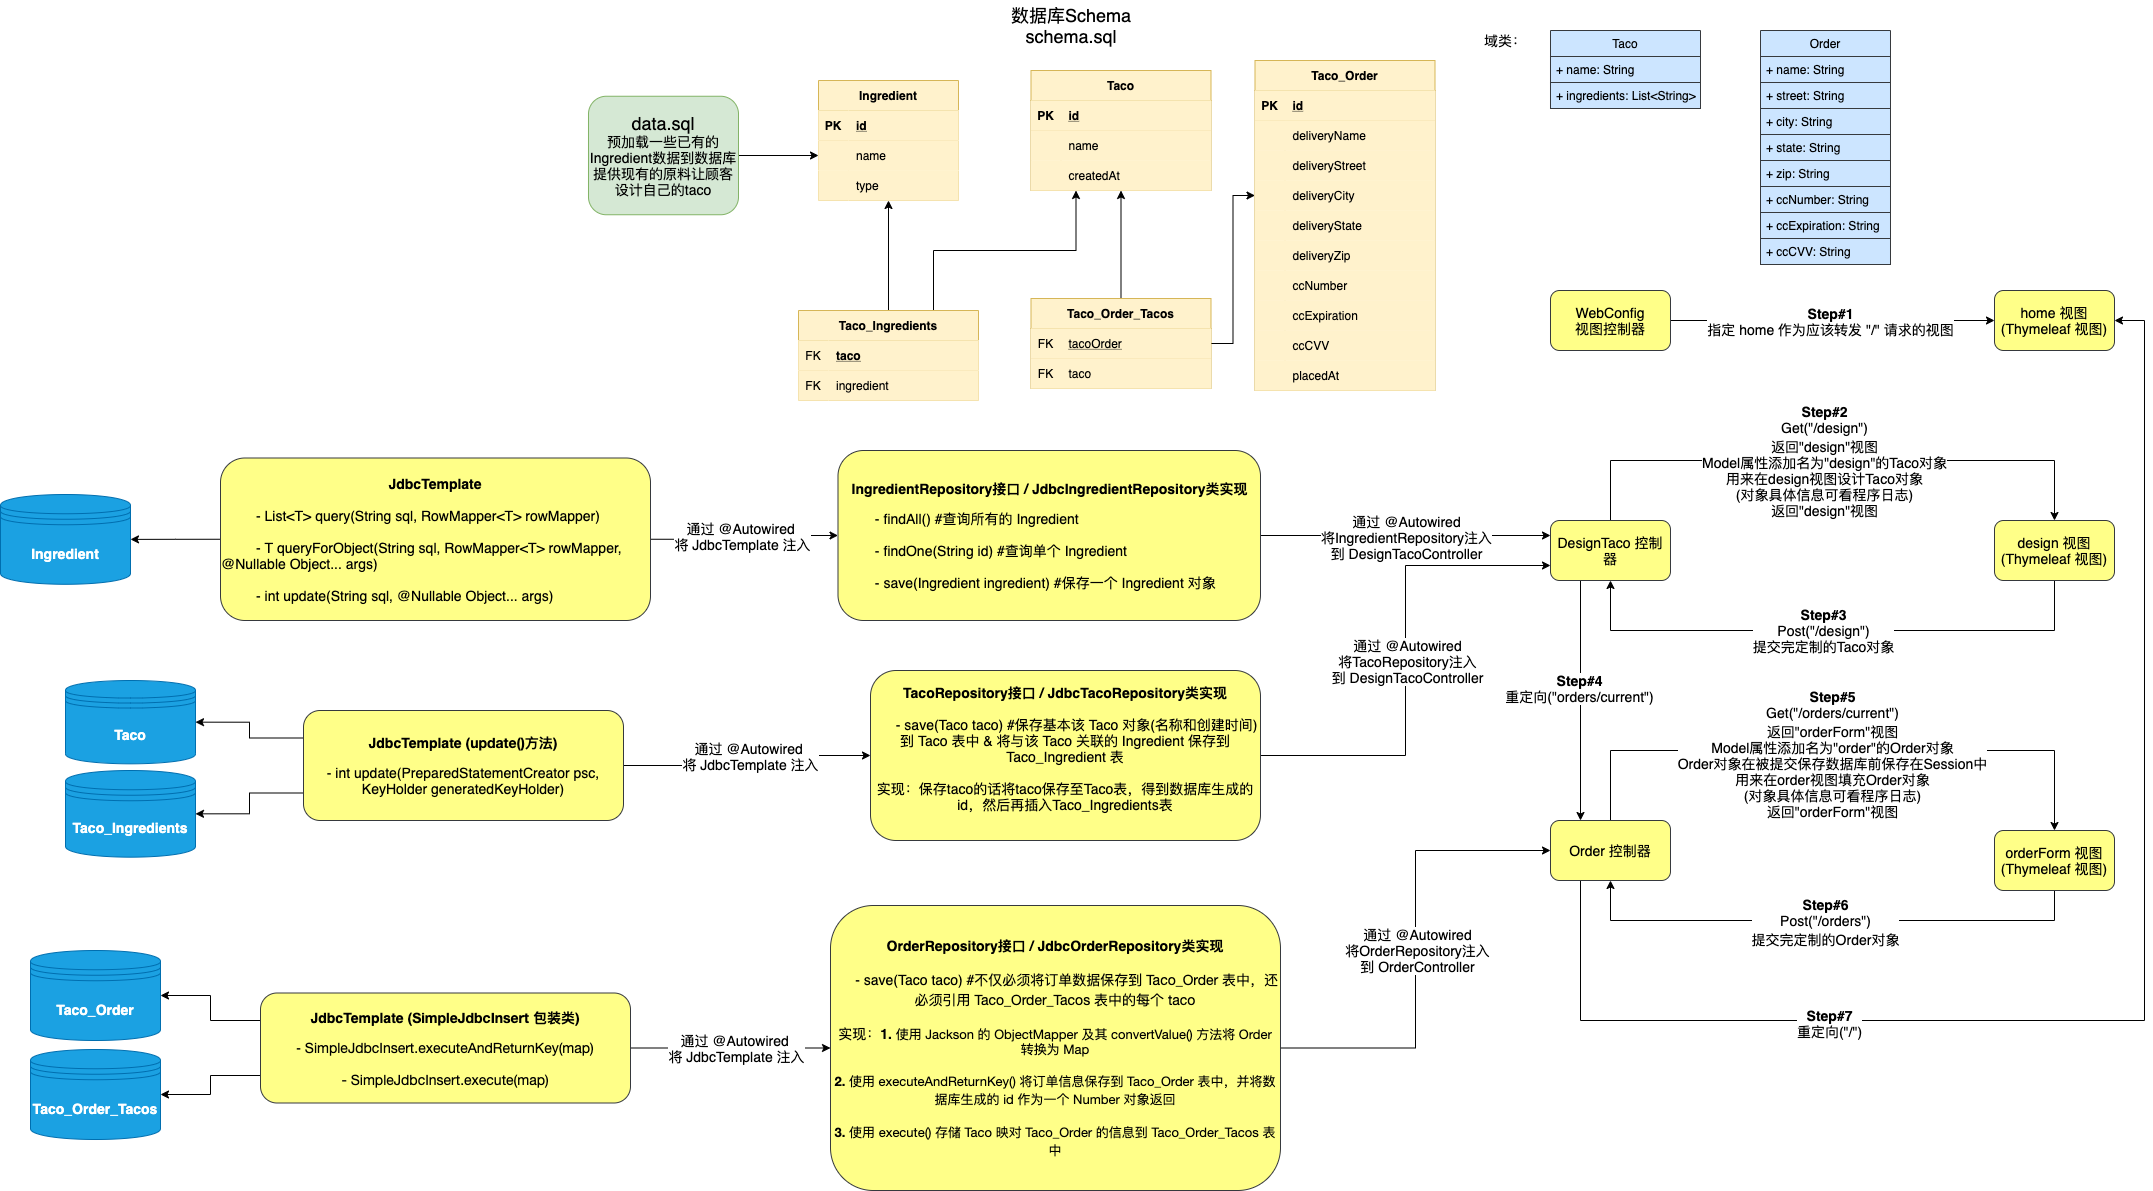 数据库Schema
schema.sql
data.sql
预加载一些已有的
Ingredient数据到数据库
提供现有的原料让顾客
设计自己的taco
Ingredient
PK id
name
type
Taco
PK id
name
createdAt
Taco_Order
PK id
deliveryName
deliveryStreet
deliveryCity
deliveryState
deliveryZip
ccNumber
ccExpiration
ccCVV
placedAt
Taco_Ingredients
FK taco
FK ingredient
Taco_Order_Tacos
FK tacoOrder
FK taco
域类：
Taco
+ name: String
+ ingredients: List<String>
Order
+ name: String
+ street: String
+ city: String
+ state: String
+ zip: String
+ ccNumber: String
+ ccExpiration: String
+ ccCVV: String
WebConfig
视图控制器
Step#1
指定 home 作为应该转发 "/" 请求的视图
home 视图
(Thymeleaf 视图)
Step#2
Get("/design")
返回"design"视图
Model属性添加名为"design"的Taco对象
用来在design视图设计Taco对象
(对象具体信息可看程序日志)
返回"design"视图
DesignTaco 控制
器
design 视图
(Thymeleaf 视图)
Step#3
Post("/design")
提交完定制的Taco对象
Step#4
重定向("orders/current")
Step#5
Get("/orders/current")
返回"orderForm"视图
Model属性添加名为"order"的Order对象
Order对象在被提交保存数据库前保存在Session中
用来在order视图填充Order对象
(对象具体信息可看程序日志)
返回"orderForm"视图
Order 控制器
orderForm 视图
(Thymeleaf 视图)
Step#6
Post("/orders")
提交完定制的Order对象
Step#7
重定向("/")
Ingredient
JdbcTemplate
- List<T> query(String sql, RowMapper<T> rowMapper)
- T queryForObject(String sql, RowMapper<T> rowMapper,
@Nullable Object... args)
- int update(String sql, @Nullable Object... args)
通过 @Autowired
将 JdbcTemplate 注入
IngredientRepository接口 / JdbcIngredientRepository类实现
- findAll() #查询所有的 Ingredient
- findOne(String id) #查询单个 Ingredient
- save(Ingredient ingredient) #保存一个 Ingredient 对象
通过 @Autowired
将IngredientRepository注入
到 DesignTacoController
Taco
Taco_Ingredients
JdbcTemplate (update()方法)
- int update(PreparedStatementCreator psc,
KeyHolder generatedKeyHolder)
通过 @Autowired
将 JdbcTemplate 注入
TacoRepository接口 / JdbcTacoRepository类实现
- save(Taco taco) #保存基本该 Taco 对象(名称和创建时间)
到 Taco 表中 & 将与该 Taco 关联的 Ingredient 保存到
Taco_Ingredient 表
实现：保存taco的话将taco保存至Taco表，得到数据库生成的
id，然后再插入Taco_Ingredients表
通过 @Autowired
将TacoRepository注入
到 DesignTacoController
Taco_Order
Taco_Order_Tacos
JdbcTemplate (SimpleJdbcInsert 包装类)
- SimpleJdbcInsert.executeAndReturnKey(map)
- SimpleJdbcInsert.execute(map)
通过 @Autowired
将 JdbcTemplate 注入
OrderRepository接口 / JdbcOrderRepository类实现
- save(Taco taco) #不仅必须将订单数据保存到 Taco_Order 表中，还
必须引用 Taco_Order_Tacos 表中的每个 taco
实现：1. 使用 Jackson 的 ObjectMapper 及其 convertValue() 方法将 Order
转换为 Map
2. 使用 executeAndReturnKey() 将订单信息保存到 Taco_Order 表中，并将数
据库生成的 id 作为一个 Number 对象返回
3. 使用 execute() 存储 Taco 映对 Taco_Order 的信息到 Taco_Order_Tacos 表
中
通过 @Autowired
将OrderRepository注入
到 OrderController